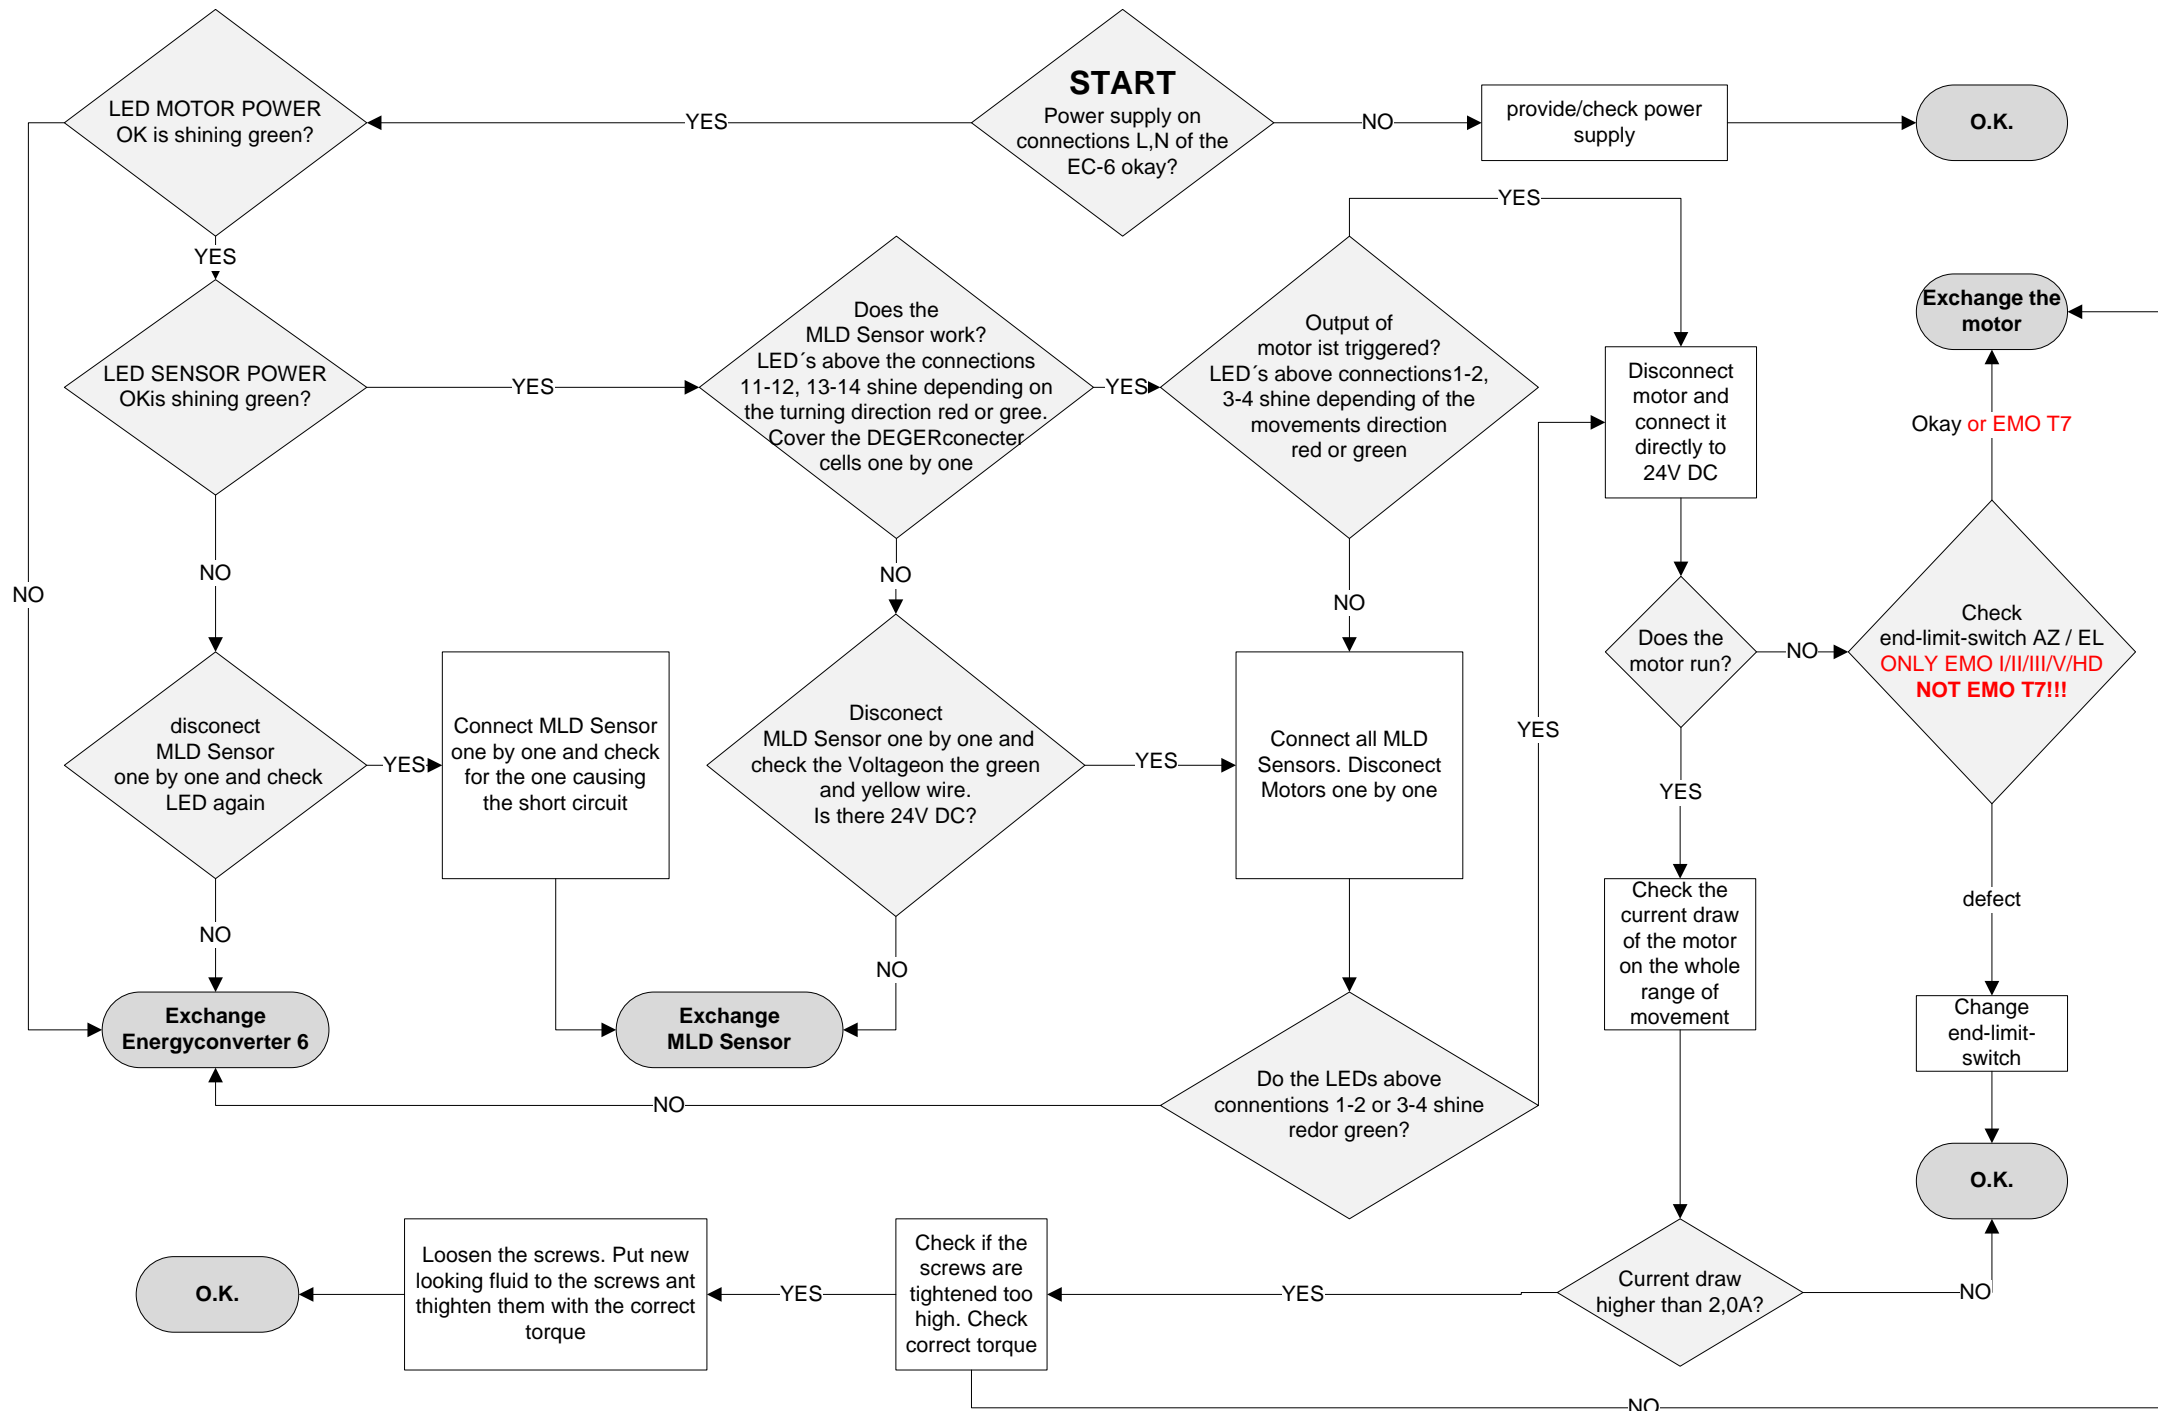 START
Power supply on
connections L,N of the
EC-6 okay?
NO
provide/check power
supply
O.K.
YES
LED MOTOR POWER
OK is shining green?
NO
YES
LED SENSOR POWER
OKis shining green?
YES
Does the
MLD Sensor work?
LED´s above the connections
11-12, 13-14 shine depending on
the turning direction red or gree.
Cover the DEGERconecter
cells one by one
YES
Output of
motor ist triggered?
LED´s above connections1-2,
3-4 shine depending of the
movements direction
red or green
YES
Disconnect
motor and
connect it
directly to
24V DC
Exchange the
motor
Okay or EMO T7
NO
NO
NO
disconect
MLD Sensor
one by one and check
LED again
YES
Connect MLD Sensor
one by one and check
for the one causing
the short circuit
Disconect
MLD Sensor one by one and
check the Voltageon the green
and yellow wire.
Is there 24V DC?
YES
Connect all MLD
Sensors. Disconect
Motors one by one
YES
Does the
motor run?
NO
Check
end-limit-switch AZ / EL
ONLY EMO I/II/III/V/HD
NOT EMO T7!!!
YES
defect
NO
NO
Check the
current draw
of the motor
on the whole
range of
movement
Change
end-limit-
switch
Exchange
Energyconverter 6
Exchange
MLD Sensor
NO
Do the LEDs above
connentions 1-2 or 3-4 shine
redor green?
O.K.
O.K.
Loosen the screws. Put new
looking fluid to the screws ant
thighten them with the correct
torque
YES
Check if the
screws are
tightened too
high. Check
correct torque
YES
Current draw
higher than 2,0A?
NO
NO